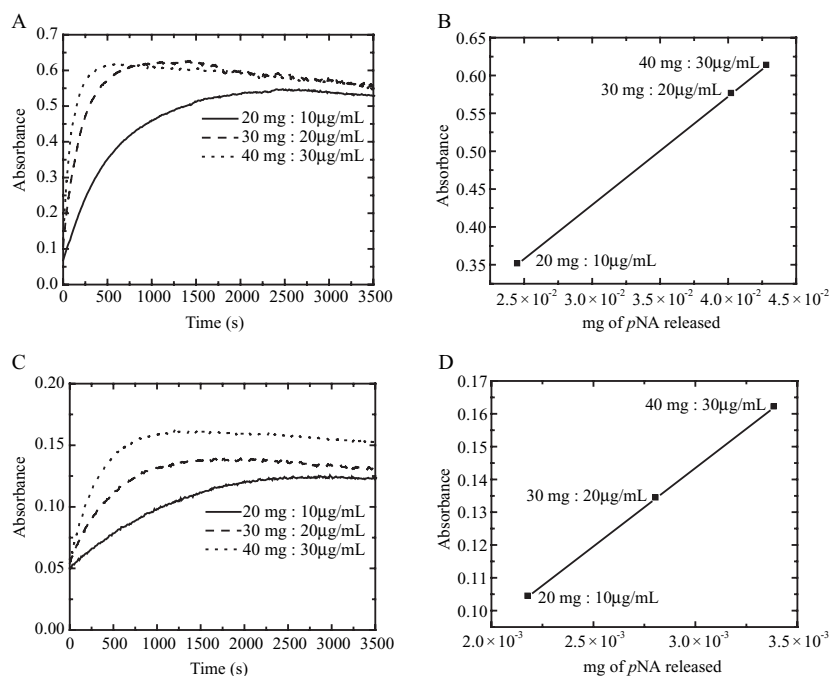 A
0.8
0.7
0.6
0.5
0.4
0.3
0.2
0.1
0.0
Absorbance
20 mg : 10µg/mL
30 mg : 20µg/mL
40 mg : 30µg/mL
0 500 1000 1500 2000 2500 3000 3500
Time (s)
B
0.65
0.60
0.55
0.50
0.45
0.40
0.35
Absorbance
40 mg : 30µg/mL
30 mg : 20µg/mL
20 mg : 10µg/mL
2.5 × 10⁻² 3.0 × 10⁻² 3.5 × 10⁻² 4.0 × 10⁻² 4.5 × 10⁻²
mg of pNA released
C
0.20
0.15
0.10
0.05
0.00
Absorbance
20 mg : 10µg/mL
30 mg : 20µg/mL
40 mg : 30µg/mL
0 500 1000 1500 2000 2500 3000 3500
Time (s)
D
0.17
0.16
0.15
0.14
0.13
0.12
0.11
0.10
Absorbance
40 mg : 30µg/mL
30 mg : 20µg/mL
20 mg : 10µg/mL
2.0 × 10⁻³ 2.5 × 10⁻³ 3.0 × 10⁻³ 3.5 × 10⁻³
mg of pNA released